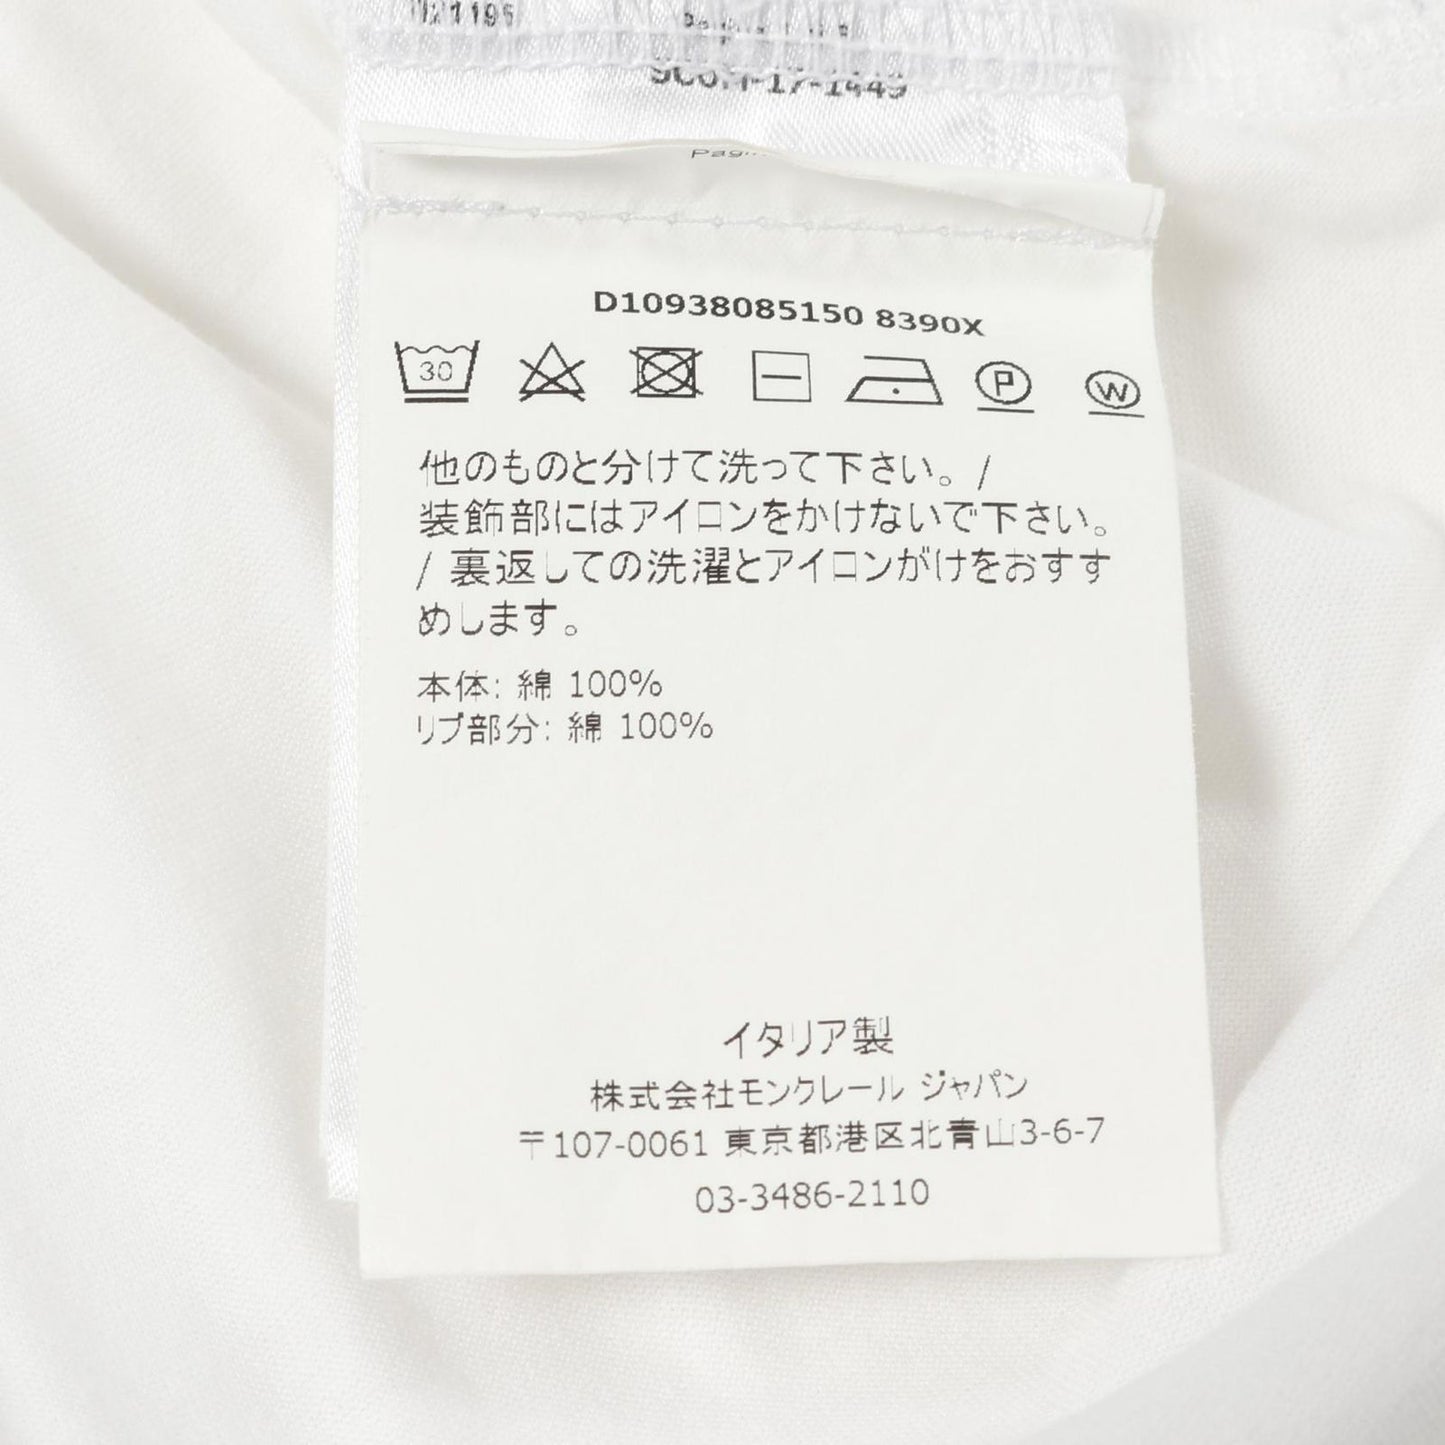 D10938085150 8390X
30
P
W
他のものと分けて洗って下さい。/
装飾部にはアイロンをかけないで下さい。
/ 裏返しての洗濯とアイロンがけをおすす
めします。
本体: 綿 100%
リブ部分: 綿 100%
イタリア製
株式会社モンクレール ジャパン
〒107-0061 東京都港区北青山3-6-7
03-3486-2110